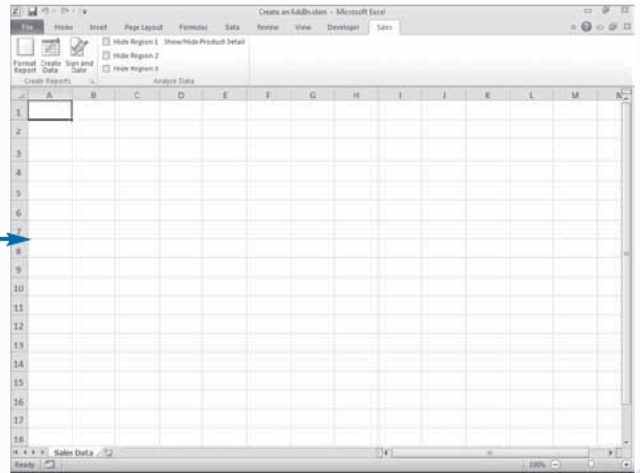 Create an AddIn.xlsm - Microsoft Excel
File Home Insert Page Layout Formulas Data Review View Developer Sales
Format Report Create Data Sign and Date
Hide Region 1 Show/Hide Product Detail
Hide Region 2
Hide Region 3
Create Reports Analyze Data
A B C D E F G H I J K L M N
1
2
3
4
5
6
7
8
9
10
11
12
13
14
15
16
17
18
Sales Data
Ready 100%